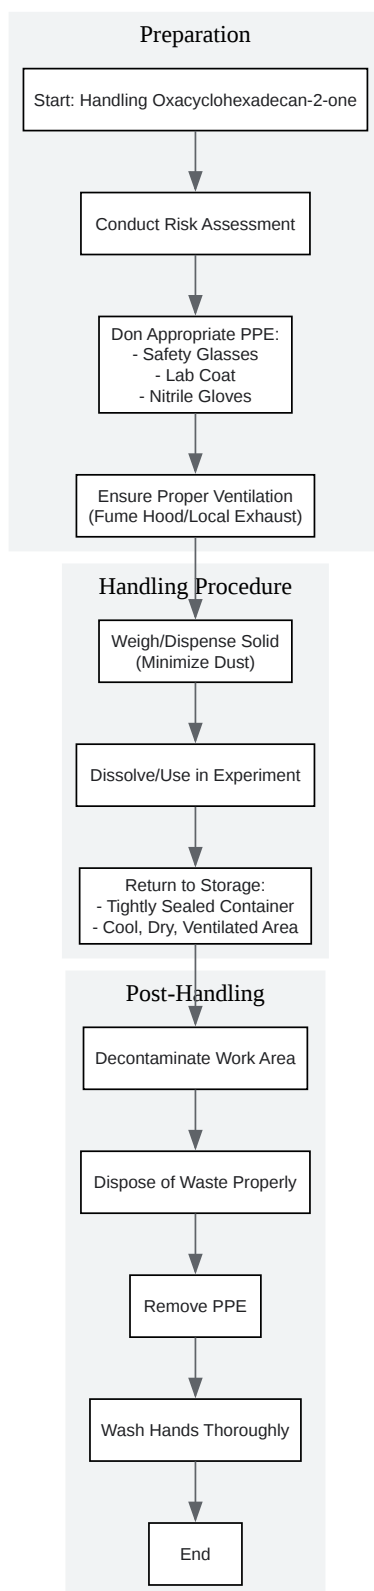 Preparation
Start: Handling Oxacyclohexadecan-2-one
Conduct Risk Assessment
Don Appropriate PPE:
- Safety Glasses
- Lab Coat
- Nitrile Gloves
Ensure Proper Ventilation
(Fume Hood/Local Exhaust)
Handling Procedure
Weigh/Dispense Solid
(Minimize Dust)
Dissolve/Use in Experiment
Return to Storage:
- Tightly Sealed Container
- Cool, Dry, Ventilated Area
Post-Handling
Decontaminate Work Area
Dispose of Waste Properly
Remove PPE
Wash Hands Thoroughly
End